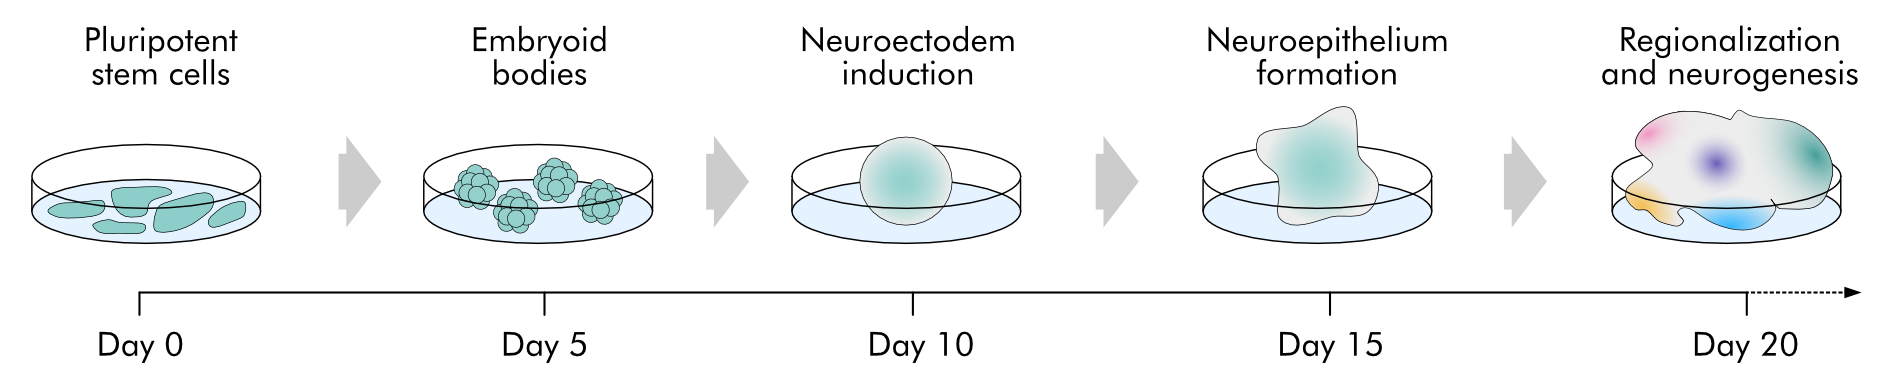 Pluripotent
stem cells
Embryoid
bodies
Neuroectodem
induction
Neuroepithelium
formation
Regionalization
and neurogenesis
Day 0
Day 5
Day 10
Day 15
Day 20